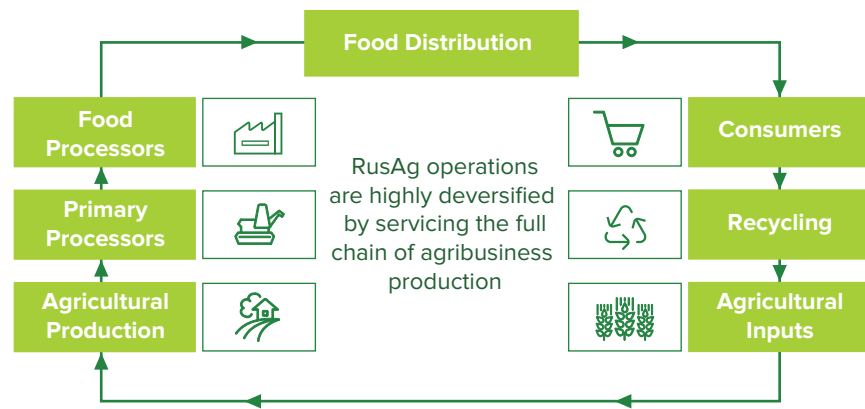 Food Distribution
Food
Processors
Primary
Processors
Agricultural
Production
RusAg operations
are highly deversified
by servicing the full
chain of agribusiness
production
Consumers
Recycling
Agricultural
Inputs